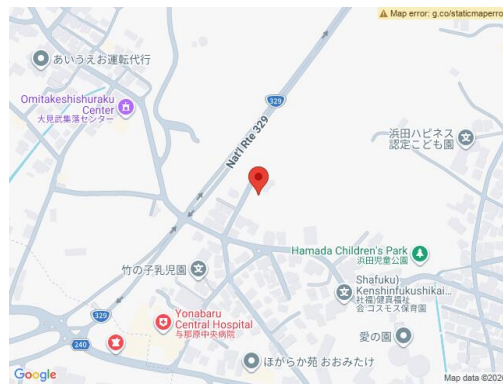 Map error: g.co/staticmaperro
あいうえお運転代行
Omitakeshishuraku
Center
大見武集落センター
329
Nat'l Rte 329
浜田ハピネス
認定こども園
Hamada Children's Park
浜田児童公園
竹の子乳児園
Shafuku)
Kenshinfukushikai...
社福)健真福祉
会 コスモス保育園
Yonabaru
Central Hospital
与那原中央病院
329
240
愛の園
ほがらか苑 おおみたけ
Google
Map data ©202